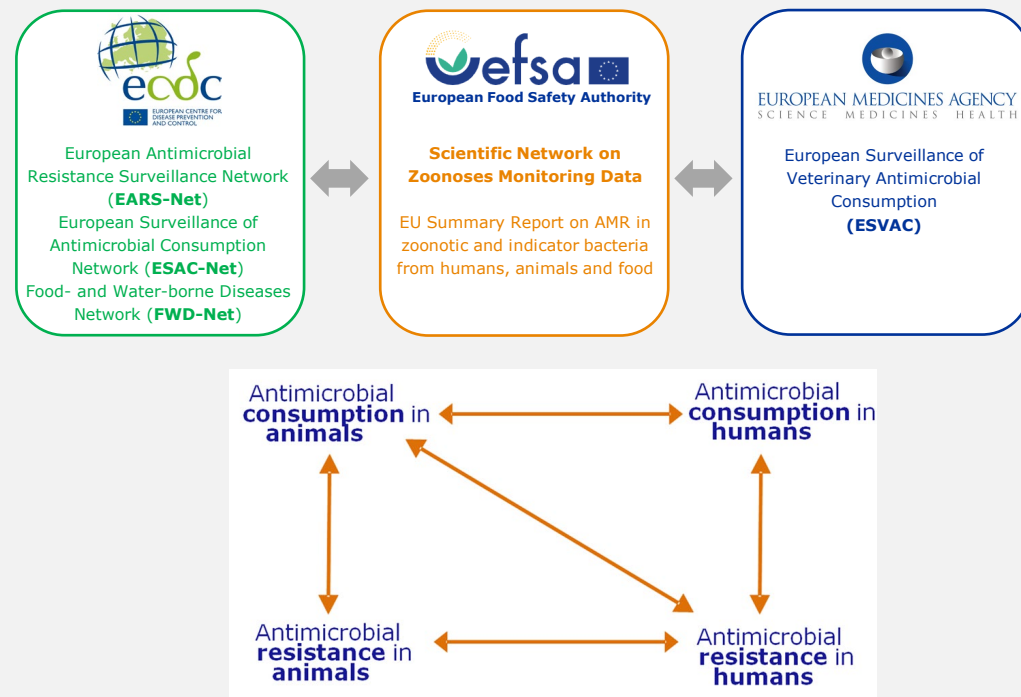 ecdc
EUROPEAN CENTRE FOR
DISEASE PREVENTION
AND CONTROL
European Antimicrobial
Resistance Surveillance Network
(EARS-Net)
European Surveillance of
Antimicrobial Consumption
Network (ESAC-Net)
Food- and Water-borne Diseases
Network (FWD-Net)
efsa
European Food Safety Authority
Scientific Network on
Zoonoses Monitoring Data
EU Summary Report on AMR in
zoonotic and indicator bacteria
from humans, animals and food
EUROPEAN MEDICINES AGENCY
SCIENCE MEDICINES HEALTH
European Surveillance of
Veterinary Antimicrobial
Consumption
(ESVAC)
Antimicrobial
consumption in
animals
Antimicrobial
consumption in
humans
Antimicrobial
resistance in
animals
Antimicrobial
resistance in
humans